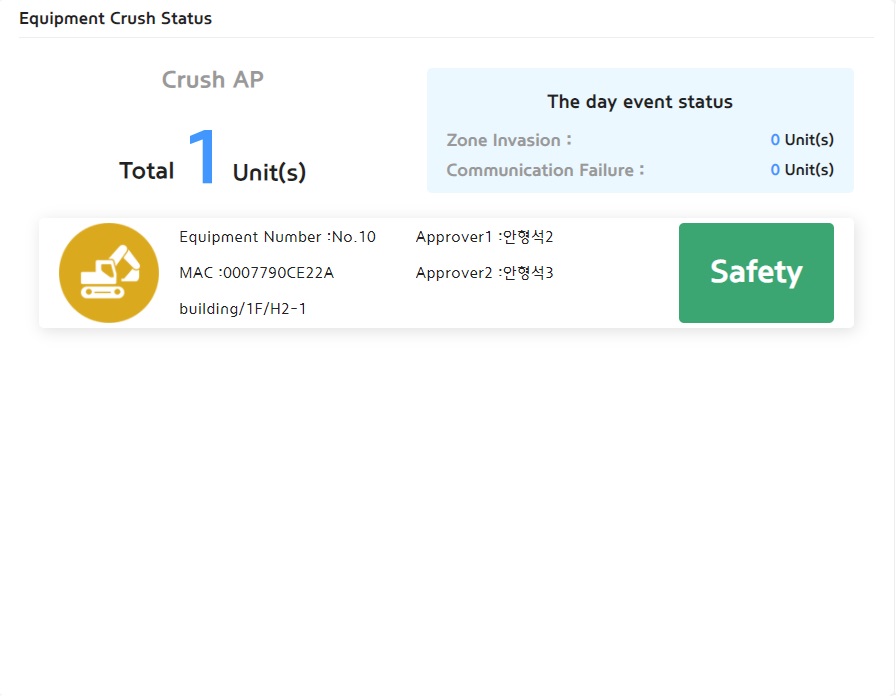 Equipment Crush Status
Crush AP
Total 1 Unit(s)
The day event status
Zone Invasion : 0 Unit(s)
Communication Failure : 0 Unit(s)
Equipment Number :No.10
MAC :0007790CE22A
building/1F/H2-1
Approver1 :안형석2
Approver2 :안형석3
Safety